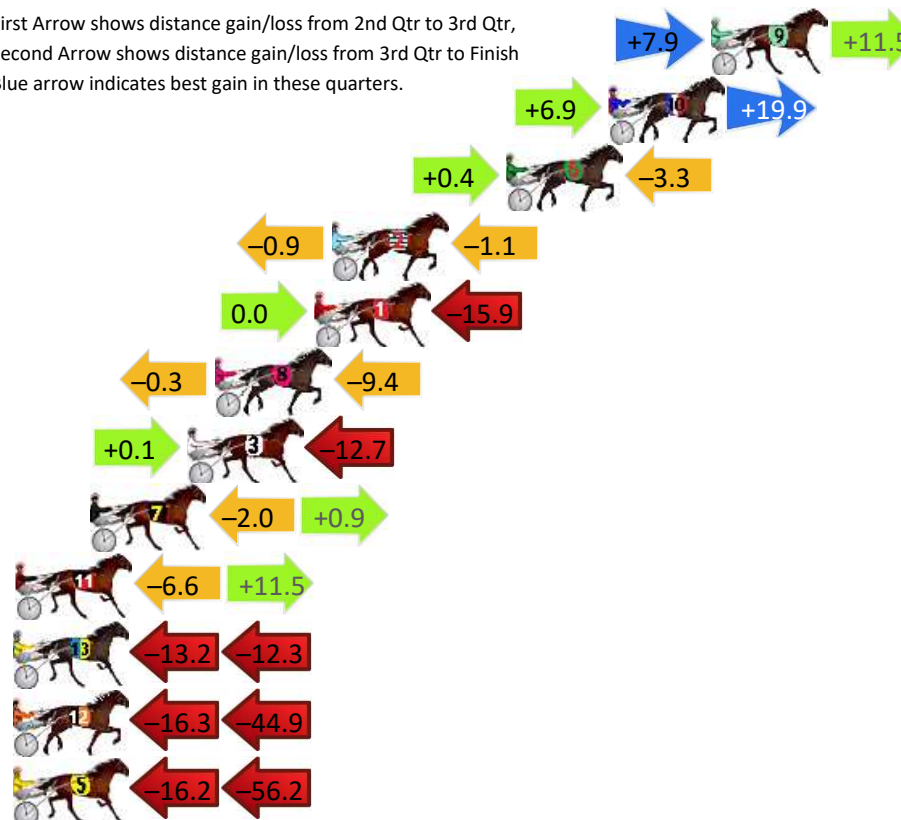 irst Arrow shows distance gain/loss from 2nd Qtr to 3rd Qtr,
econd Arrow shows distance gain/loss from 3rd Qtr to Finish
Blue arrow indicates best gain in these quarters.
+7.9 9 +11.5
+6.9 10 +19.9
+0.4 −3.3
−0.9 2 −1.1
0.0 1 −15.9
−0.3 8 −9.4
+0.1 3 −12.7
7 −2.0 +0.9
11 −6.6 +11.5
13 −13.2 −12.3
12 −16.3 −44.9
5 −16.2 −56.2